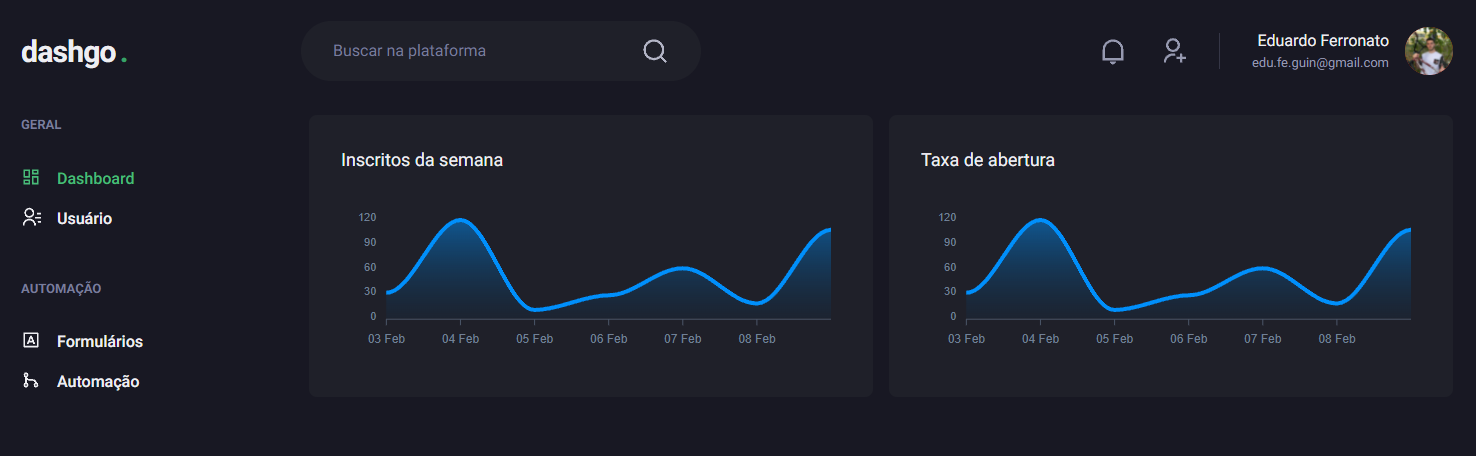 dashgo.
Buscar na plataforma
Eduardo Ferronato
edu.fe.guin@gmail.com
GERAL
Dashboard
Usuário
AUTOMAÇÃO
Formulários
Automação
Inscritos da semana
120
90
60
30
0
03 Feb 04 Feb 05 Feb 06 Feb 07 Feb 08 Feb
Taxa de abertura
120
90
60
30
0
03 Feb 04 Feb 05 Feb 06 Feb 07 Feb 08 Feb